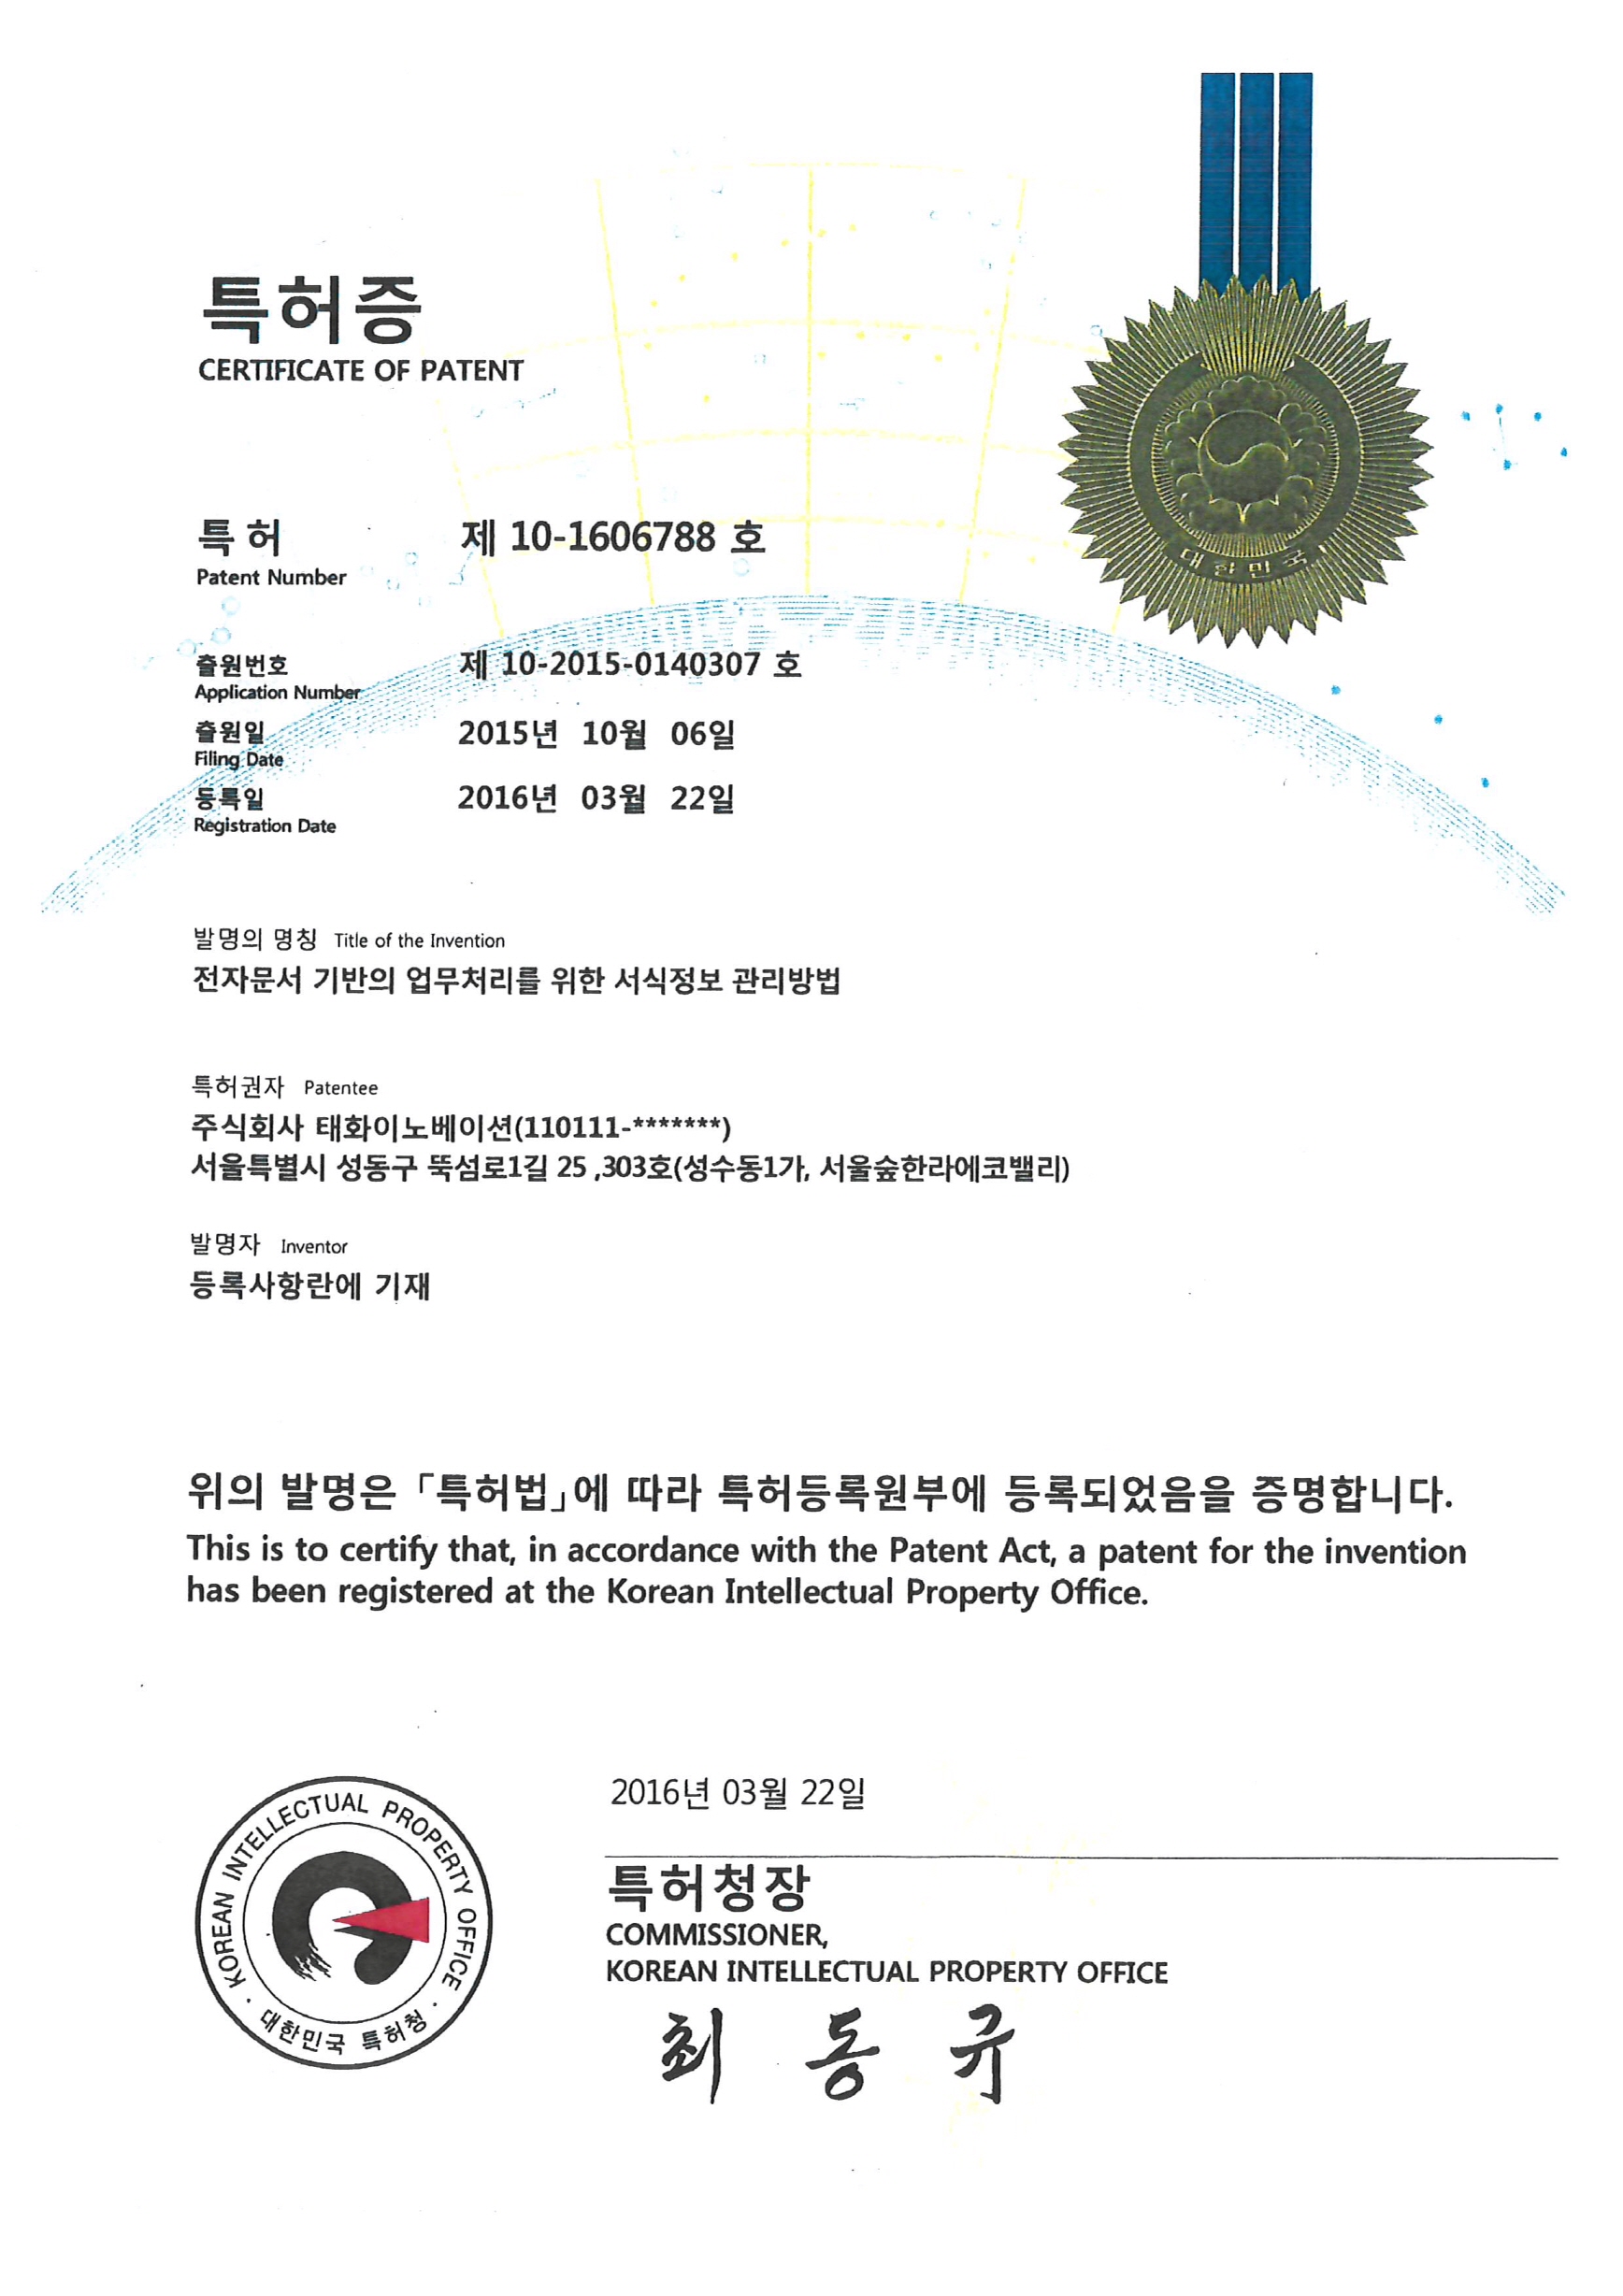 특허증
CERTIFICATE OF PATENT
대한민국
특허 제 10-1606788 호
Patent Number
출원번호 제 10-2015-0140307 호
Application Number
출원일 2015년 10월 06일
Filing Date
등록일 2016년 03월 22일
Registration Date
발명의 명칭 Title of the Invention
전자문서 기반의 업무처리를 위한 서식정보 관리방법
특허권자 Patentee
주식회사 태화이노베이션(110111-*******)
서울특별시 성동구 뚝섬로1길 25 ,303호(성수동1가, 서울숲한라에코밸리)
발명자 Inventor
등록사항란에 기재
위의 발명은 「특허법」에 따라 특허등록원부에 등록되었음을 증명합니다.
This is to certify that, in accordance with the Patent Act, a patent for the invention
has been registered at the Korean Intellectual Property Office.
2016년 03월 22일
특허청장
COMMISSIONER,
KOREAN INTELLECTUAL PROPERTY OFFICE
최 동 규
KOREAN INTELLECTUAL PROPERTY OFFICE
· 대한민국 특허청 ·